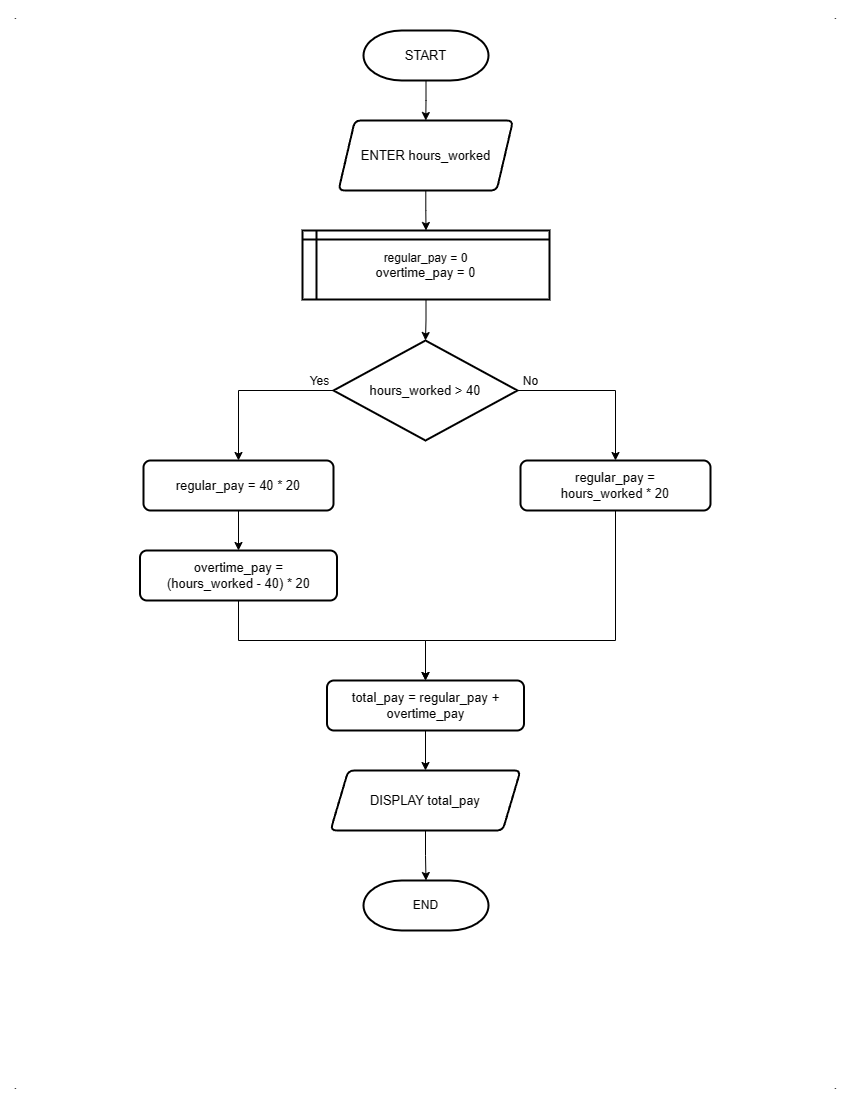 START
ENTER hours_worked
regular_pay = 0
overtime_pay = 0
hours_worked > 40
Yes
No
regular_pay = 40 * 20
regular_pay =
hours_worked * 20
overtime_pay =
(hours_worked - 40) * 20
total_pay = regular_pay +
overtime_pay
DISPLAY total_pay
END